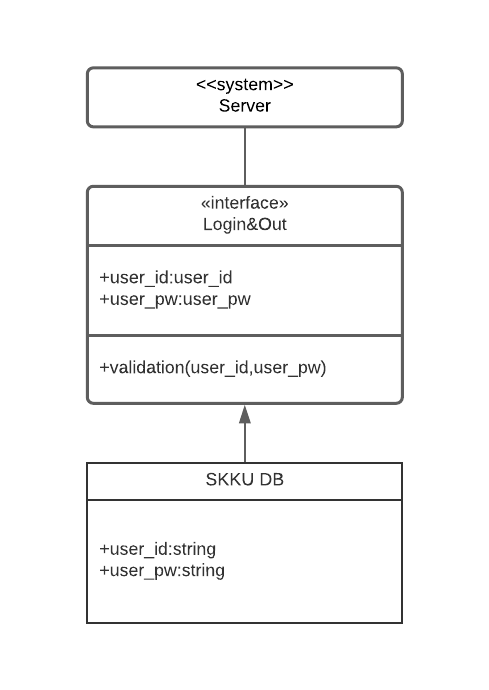 <<system>>
Server
«interface»
Login&Out
+user_id:user_id
+user_pw:user_pw
+validation(user_id,user_pw)
SKKU DB
+user_id:string
+user_pw:string